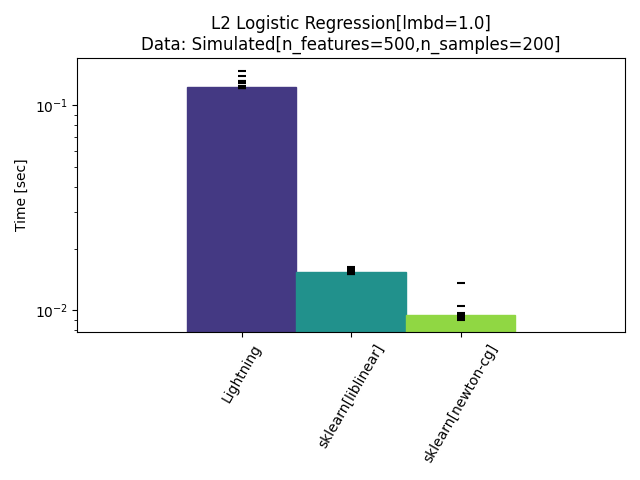 L2 Logistic Regression[lmbd=1.0]
Data: Simulated[n_features=500,n_samples=200]
Time [sec]
10⁻¹
10⁻²
Lightning
sklearn[liblinear]
sklearn[newton-cg]